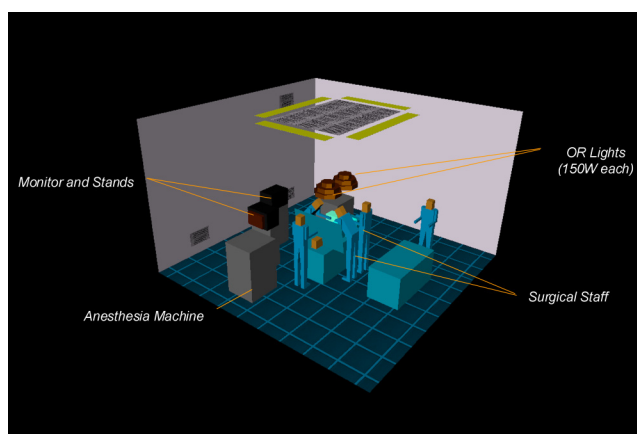 OR Lights
(150W each)
Monitor and Stands
Surgical Staff
Anesthesia Machine